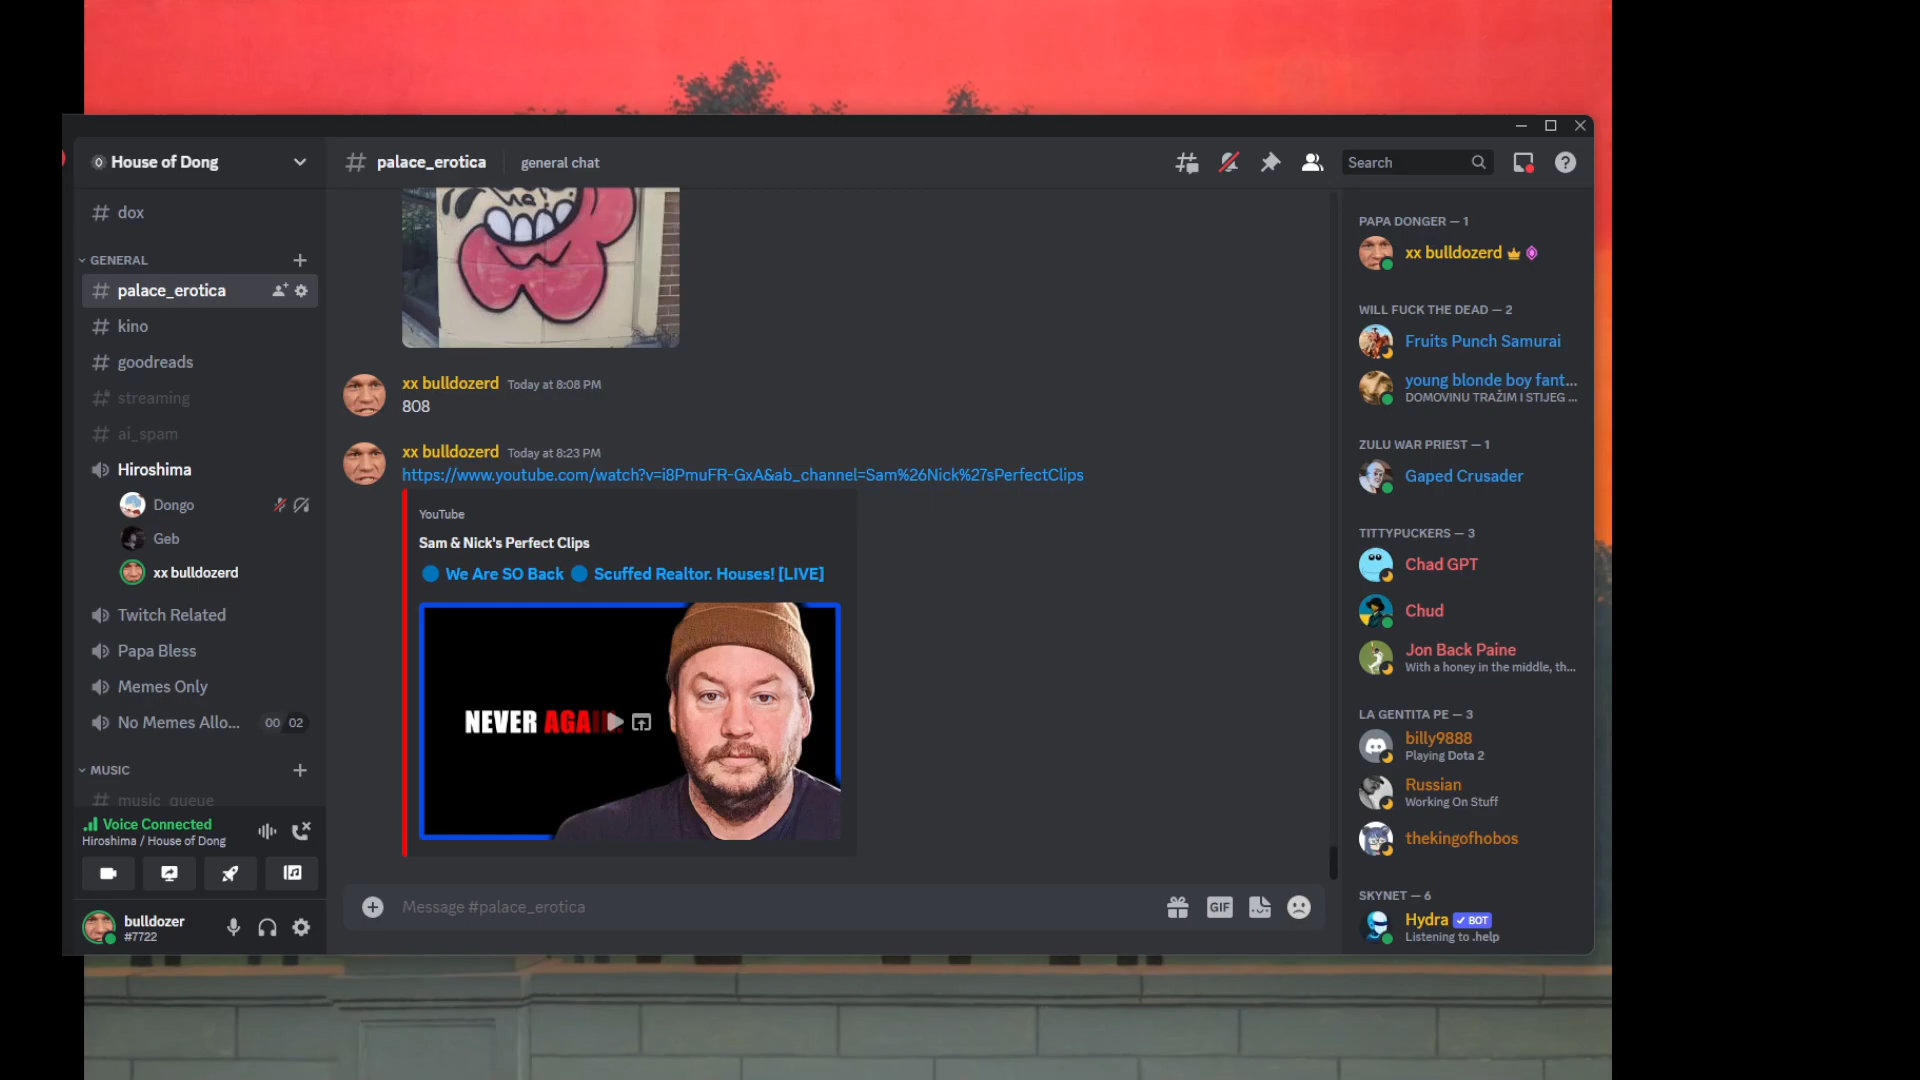 House of Dong
dox
GENERAL
palace_erotica
kino
goodreads
streaming
ai_spam
Hiroshima
Dongo
Geb
xx bulldozerd
Twitch Related
Papa Bless
Memes Only
No Memes Allo... 00 02
MUSIC
music_queue
Voice Connected
Hiroshima / House of Dong
bulldozer
#7722
palace_erotica general chat
Search
HA!
xx bulldozerd Today at 8:08 PM
808
xx bulldozerd Today at 8:23 PM
https://www.youtube.com/watch?v=i8PmuFR-GxA&ab_channel=Sam%26Nick%27sPerfectClips
YouTube
Sam & Nick's Perfect Clips
We Are SO Back Scuffed Realtor. Houses! [LIVE]
NEVER AGAIN
Message #palace_erotica
GIF
PAPA DONGER — 1
xx bulldozerd
WILL FUCK THE DEAD — 2
Fruits Punch Samurai
young blonde boy fant...
DOMOVINU TRAŽIM I STIJEG ...
ZULU WAR PRIEST — 1
Gaped Crusader
TITTYPUCKERS — 3
Chad GPT
Chud
Jon Back Paine
With a honey in the middle, th...
LA GENTITA PE — 3
billy9888
Playing Dota 2
Russian
Working On Stuff
thekingofhobos
SKYNET — 6
Hydra BOT
Listening to .help